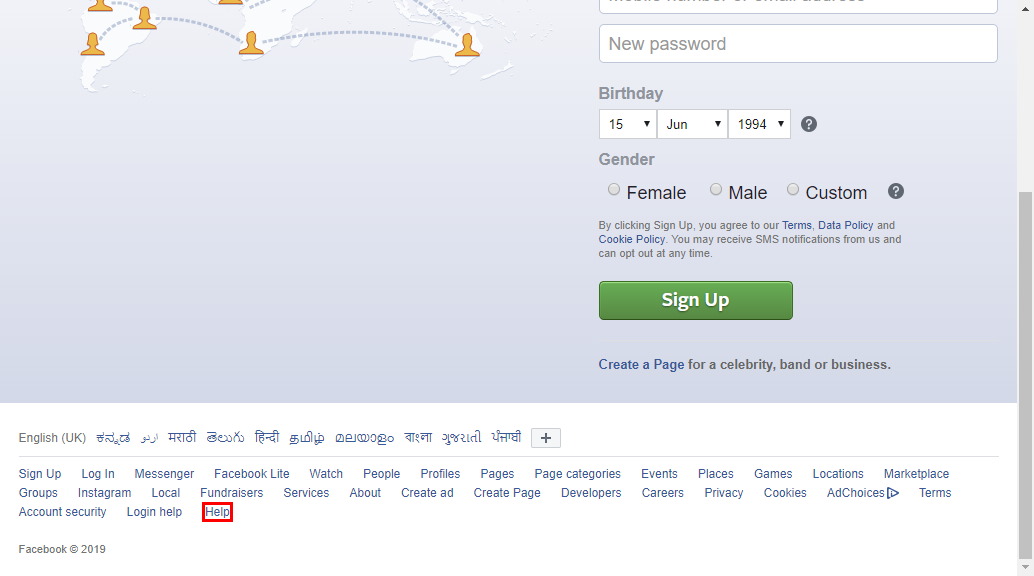 New password
Birthday
15 Jun 1994
Gender
Female Male Custom
By clicking Sign Up, you agree to our Terms, Data Policy and
Cookie Policy. You may receive SMS notifications from us and
can opt out at any time.
Sign Up
Create a Page for a celebrity, band or business.
English (UK) ಕನ್ನಡ اردو मराठी తెలుగు हिन्दी தமிழ் മലയാളം বাংলা ગુજરાતી ਪੰਜਾਬੀ +
Sign Up Log In Messenger Facebook Lite Watch People Profiles Pages Page categories Events Places Games Locations Marketplace
Groups Instagram Local Fundraisers Services About Create ad Create Page Developers Careers Privacy Cookies AdChoices Terms
Account security Login help Help
Facebook © 2019